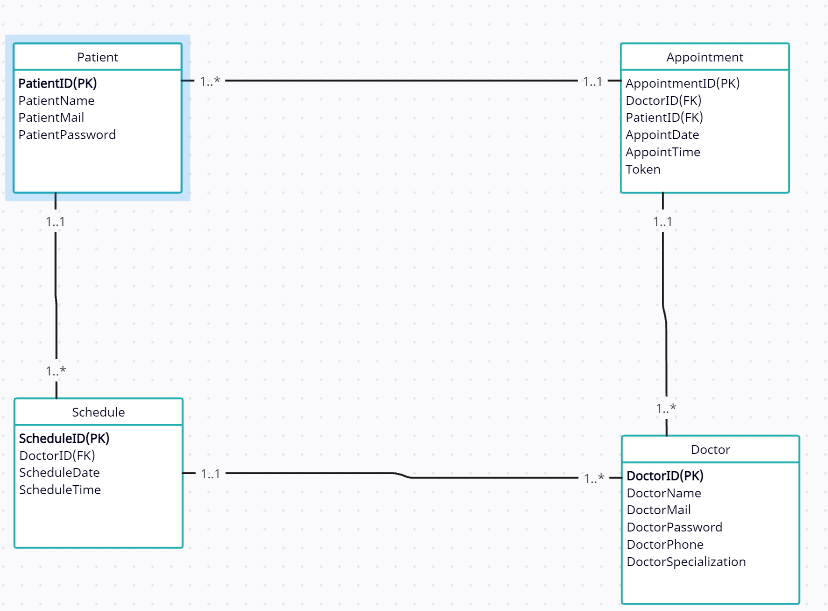 Patient
PatientID(PK)
PatientName
PatientMail
PatientPassword
1..*
1..1
Appointment
AppointmentID(PK)
DoctorID(FK)
PatientID(FK)
AppointDate
AppointTime
Token
1..1
1..*
1..1
1..*
Schedule
ScheduleID(PK)
DoctorID(FK)
ScheduleDate
ScheduleTime
1..1
1..*
Doctor
DoctorID(PK)
DoctorName
DoctorMail
DoctorPassword
DoctorPhone
DoctorSpecialization